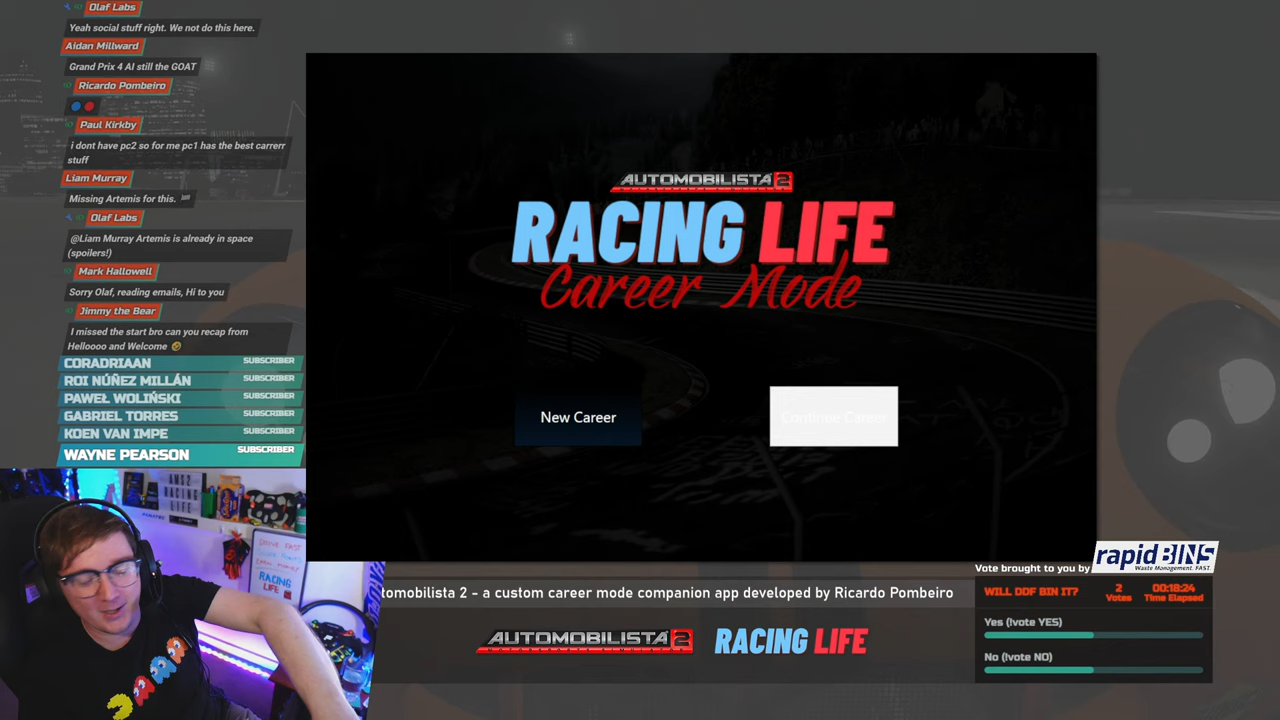 Olaf Labs
Yeah social stuff right. We not do this here.
Aidan Millward
Grand Prix 4 AI still the GOAT
Ricardo Pombeiro
Paul Kirkby
i dont have pc2 so for me pc1 has the best carrerr
stuff
Liam Murray
Missing Artemis for this.
Olaf Labs
@Liam Murray Artemis is already in space
(spoilers!)
Mark Hallowell
Sorry Olaf, reading emails, Hi to you
Jimmy the Bear
I missed the start bro can you recap from
Helloooo and Welcome
CORADRIAAN SUBSCRIBER
ROI NÚÑEZ MILLÁN SUBSCRIBER
PAWEŁ WOLIŃSKI SUBSCRIBER
GABRIEL TORRES SUBSCRIBER
KOEN VAN IMPE SUBSCRIBER
WAYNE PEARSON SUBSCRIBER
AUTOMOBILISTA 2
RACING LIFE
Career Mode
New Career
Continue Career
AMS2
RACING
LIFE
RACING
LIFE
rapidBINS
Waste Management. FAST.
Vote brought to you by
tomobilista 2 - a custom career mode companion app developed by Ricardo Pombeiro
AUTOMOBILISTA 2
RACING LIFE
WILL DDF BIN IT?
2
Votes
00:18:24
Time Elapsed
Yes (!vote YES)
No (!vote NO)